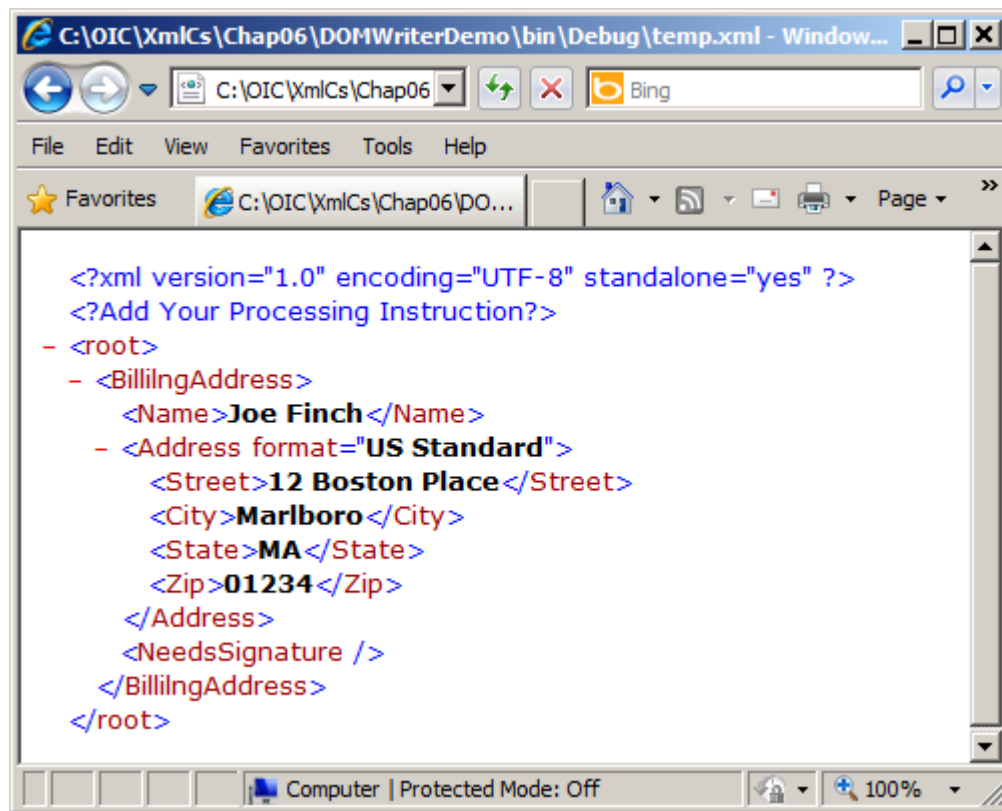 C:\OIC\XmlCs\Chap06\DOMWriterDemo\bin\Debug\temp.xml - Window...
C:\OIC\XmlCs\Chap06 Bing
File Edit View Favorites Tools Help
Favorites C:\OIC\XmlCs\Chap06\DO... Page »
<?xml version="1.0" encoding="UTF-8" standalone="yes" ?>
<?Add Your Processing Instruction?>
- <root>
- <BillilngAddress>
<Name>Joe Finch</Name>
- <Address format="US Standard">
<Street>12 Boston Place</Street>
<City>Marlboro</City>
<State>MA</State>
<Zip>01234</Zip>
</Address>
<NeedsSignature />
</BillilngAddress>
</root>
Computer | Protected Mode: Off 100%